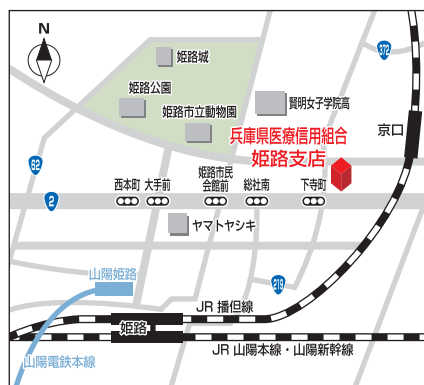 N
372
姫路城
姫路公園
賢明女子学院高
姫路市立動物園
兵庫県医療信用組合
姫路支店
京口
62
西本町
大手前
姫路市民
会館前
総社南
下寺町
2
ヤマトヤシキ
山陽姫路
218
JR 播但線
姫路
JR 山陽本線・山陽新幹線
山陽電鉄本線